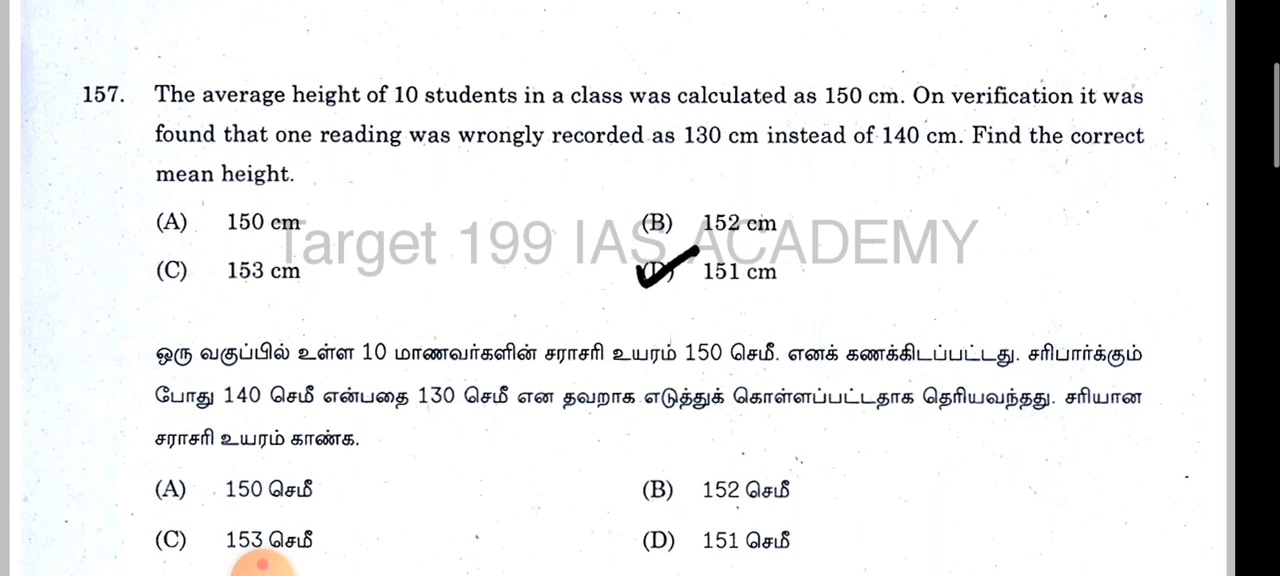 157. The average height of 10 students in a class was calculated as 150 cm. On verification it was
found that one reading was wrongly recorded as 130 cm instead of 140 cm. Find the correct
mean height.
(A) 150 cm (B) 152 cm
Target 199 IAS ACADEMY
(C) 153 cm (D) 151 cm
ஒரு வகுப்பில் உள்ள 10 மாணவர்களின் சராசரி உயரம் 150 செமீ. எனக் கணக்கிடப்பட்டது. சரிபார்க்கும்
போது 140 செமீ என்பதை 130 செமீ என தவறாக எடுத்துக் கொள்ளப்பட்டதாக தெரியவந்தது. சரியான
சராசரி உயரம் காண்க.
(A) 150 செமீ (B) 152 செமீ
(C) 153 செமீ (D) 151 செமீ